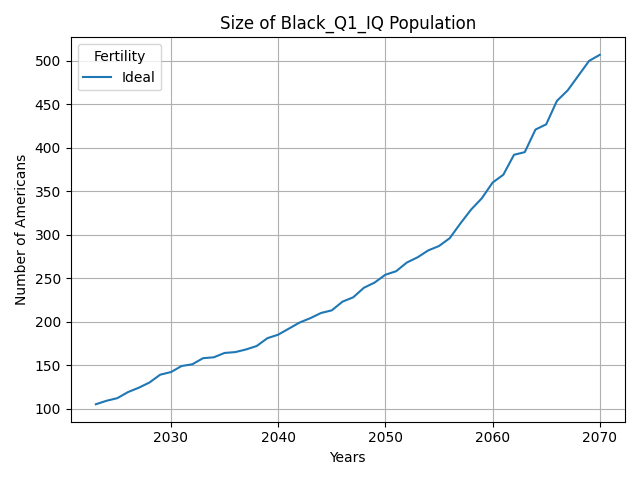 Size of Black_Q1_IQ Population
Fertility
Ideal
500
450
400
350
300
250
200
150
100
Number of Americans
2030 2040 2050 2060 2070
Years